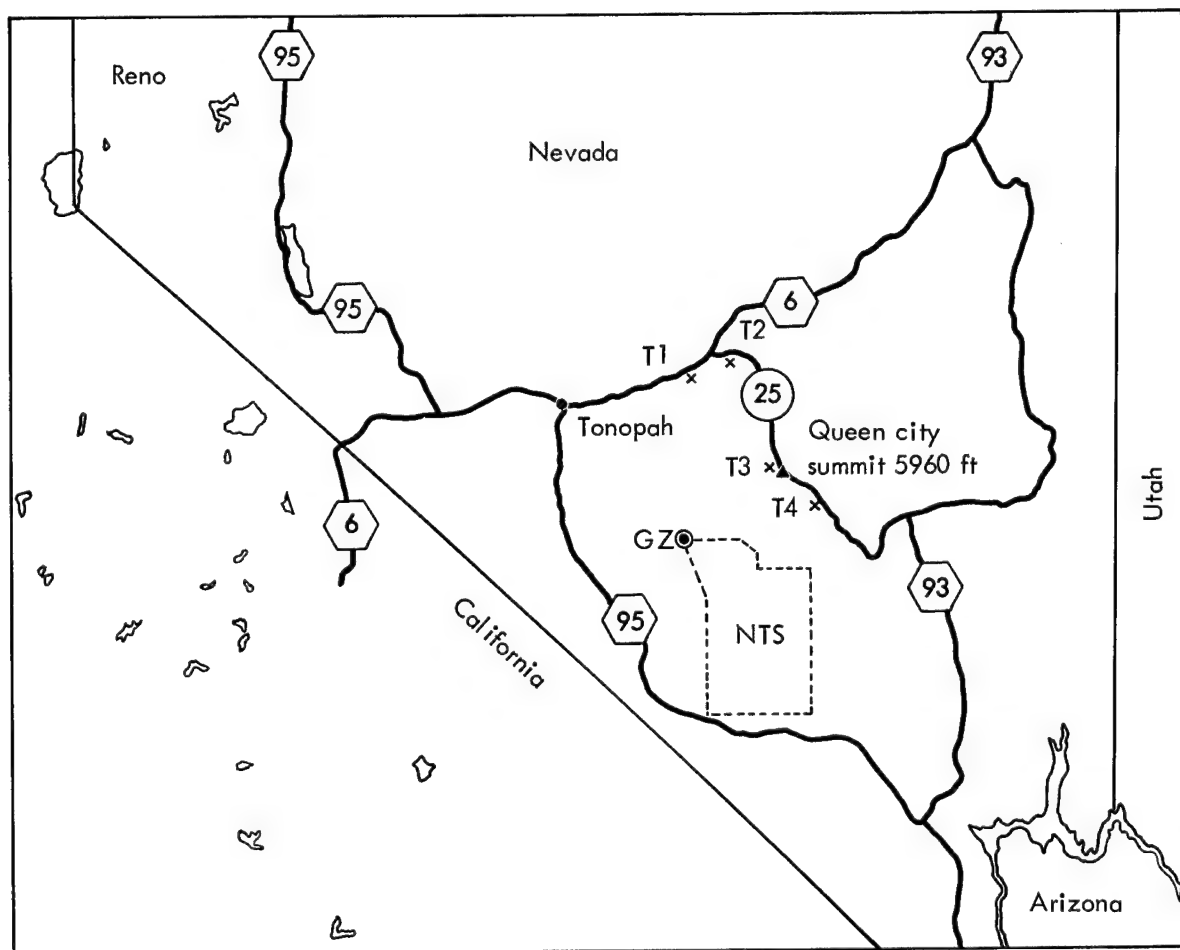 95
93
Reno
Nevada
95
6
T2
T1
25
Tonopah
Queen city
summit 5960 ft
T3
T4
Utah
6
GZ
93
95
NTS
California
Arizona